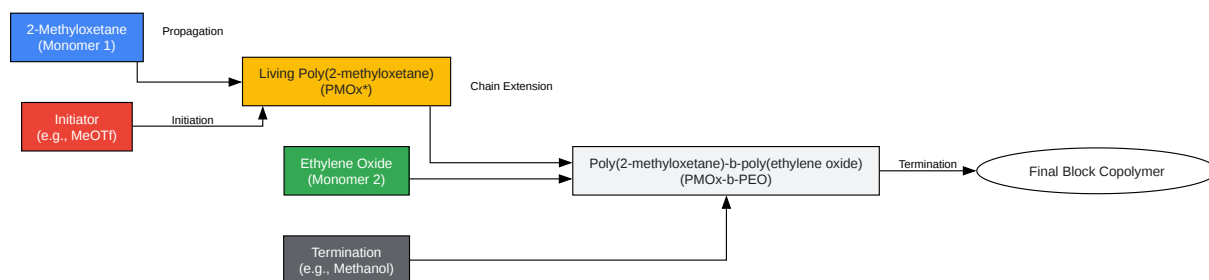 2-Methyloxetane
(Monomer 1)
Propagation
Living Poly(2-methyloxetane)
(PMOx*)
Chain Extension
Initiator
(e.g., MeOTf)
Initiation
Ethylene Oxide
(Monomer 2)
Poly(2-methyloxetane)-b-poly(ethylene oxide)
(PMOx-b-PEO)
Termination
Final Block Copolymer
Termination
(e.g., Methanol)